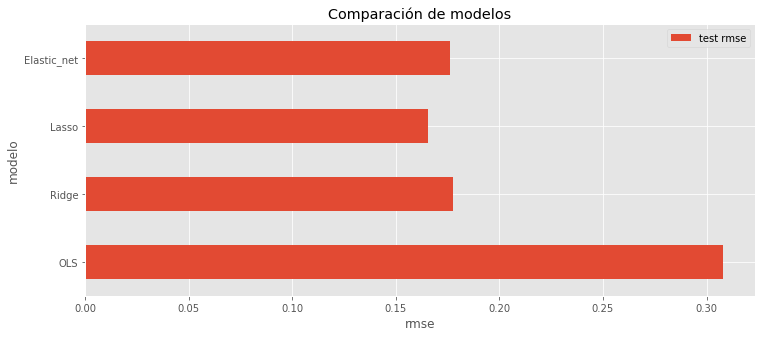 Comparación de modelos
test rmse
modelo
Elastic_net
Lasso
Ridge
OLS
0.00 0.05 0.10 0.15 0.20 0.25 0.30
rmse